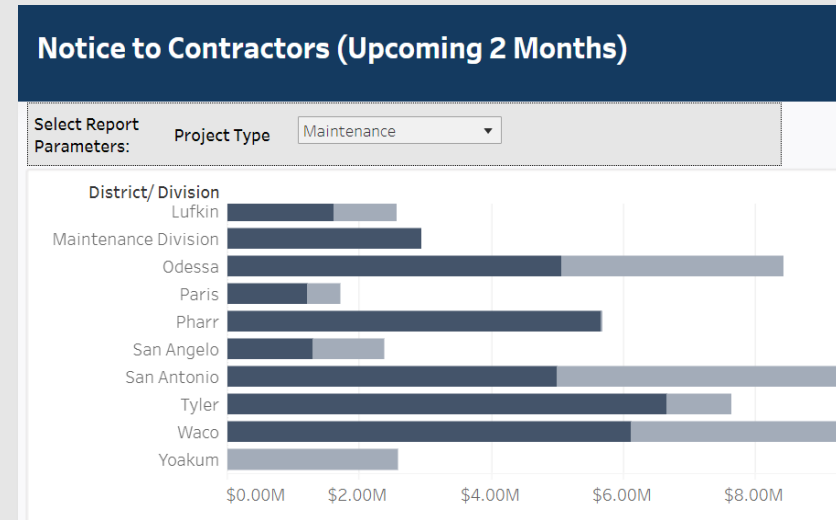 Notice to Contractors (Upcoming 2 Months)
Select Report
Parameters:
Project Type
Maintenance
District/ Division
Lufkin
Maintenance Division
Odessa
Paris
Pharr
San Angelo
San Antonio
Tyler
Waco
Yoakum
$0.00M $2.00M $4.00M $6.00M $8.00M